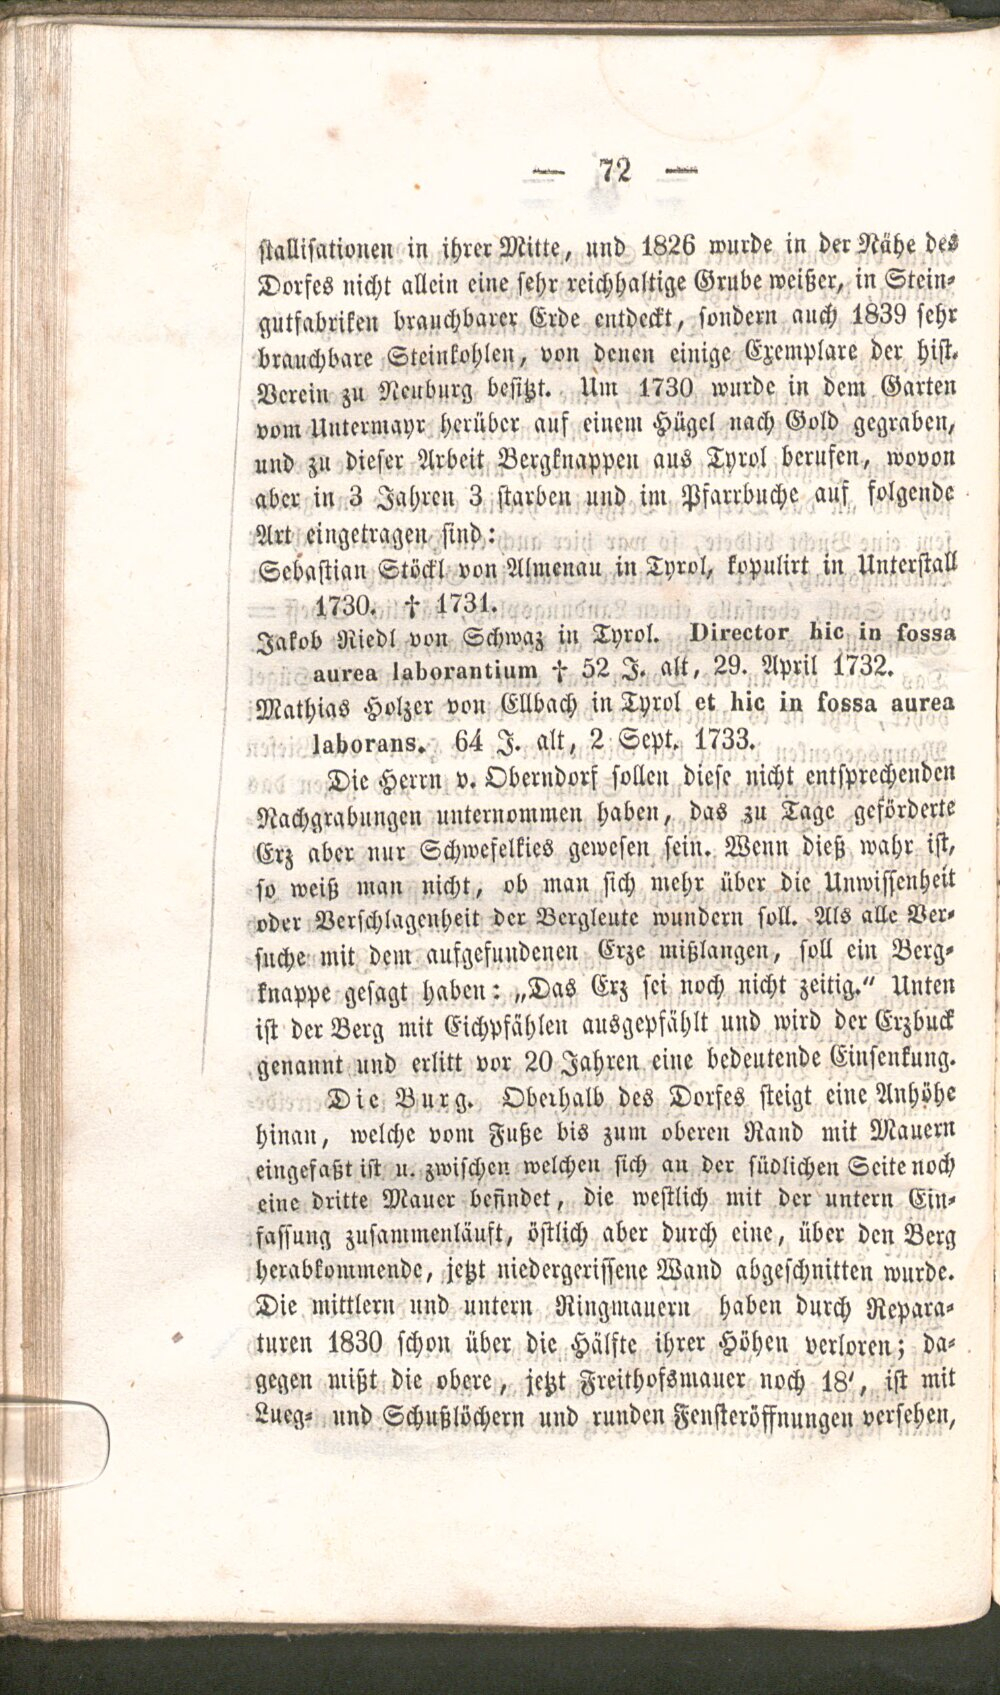 — 72 —
stallisationen in ihrer Mitte, und 1826 wurde in der Nähe des
Dorfes nicht allein eine sehr reichhaltige Grube weißer, in Stein-
gutfabriken brauchbarer Erde entdeckt, sondern auch 1839 sehr
brauchbare Steinkohlen, von denen einige Exemplare der hist.
Verein zu Neuburg besitzt. Um 1730 wurde in dem Garten
vom Untermayr herüber auf einem Hügel nach Gold gegraben,
und zu dieser Arbeit Bergknappen aus Tyrol berufen, wovon
aber in 3 Jahren 3 starben und im Pfarrbuche auf folgende
Art eingetragen sind:
Sebastian Stöckl von Almenau in Tyrol, kopulirt in Unterstall
1730. † 1731.
Jakob Riedl von Schwaz in Tyrol. Director hic in fossa
aurea laborantium † 52 J. alt, 29. April 1732.
Mathias Holzer von Ellbach in Tyrol et hic in fossa aurea
laborans. 64 J. alt, 2 Sept. 1733.
Die Herrn v. Oberndorf sollen diese nicht entsprechenden
Nachgrabungen unternommen haben, das zu Tage geförderte
Erz aber nur Schwefelkies gewesen sein. Wenn dieß wahr ist,
so weiß man nicht, ob man sich mehr über die Unwissenheit
oder Verschlagenheit der Bergleute wundern soll. Als alle Ver-
suche mit dem aufgefundenen Erze mißlangen, soll ein Berg-
knappe gesagt haben: „Das Erz sei noch nicht zeitig.“ Unten
ist der Berg mit Eichpfählen ausgepfählt und wird der Erzbuck
genannt und erlitt vor 20 Jahren eine bedeutende Einsenkung.
Die Burg. Oberhalb des Dorfes steigt eine Anhöhe
hinan, welche vom Fuße bis zum oberen Rand mit Mauern
eingefaßt ist u. zwischen welchen sich an der südlichen Seite noch
eine dritte Mauer befindet, die westlich mit der untern Ein-
fassung zusammenläuft, östlich aber durch eine, über den Berg
herabkommende, jetzt niedergerissene Wand abgeschnitten wurde.
Die mittlern und untern Ringmauern haben durch Repara-
turen 1830 schon über die Hälfte ihrer Höhen verloren; da-
gegen mißt die obere, jetzt Freithofsmauer noch 18', ist mit
Lueg- und Schußlöchern und runden Fensteröffnungen versehen,